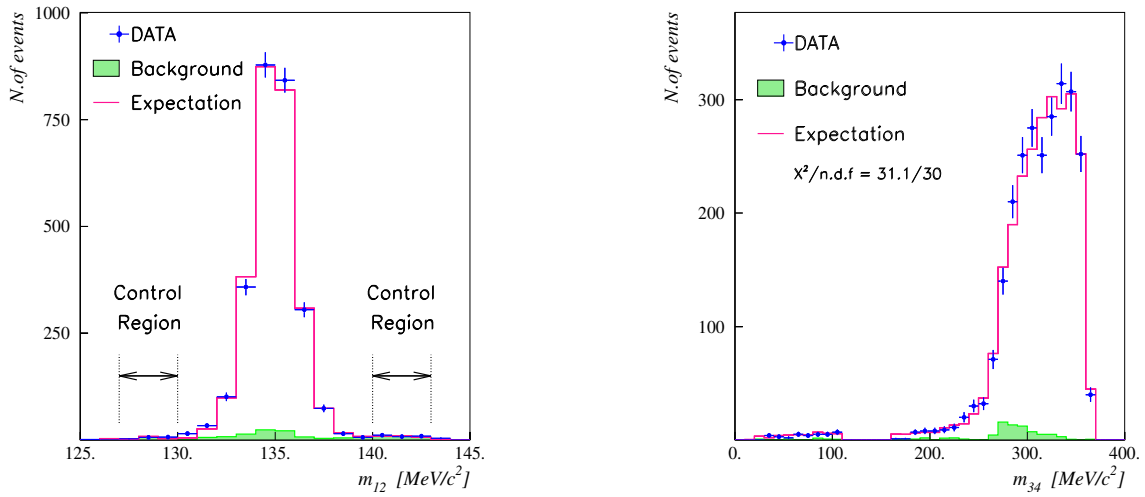 N.of events
1000
750
500
250
DATA
Background
Expectation
Control
Region
Control
Region
125.
130.
135.
140.
145.
m12 [MeV/c2]
N.of events
300
200
100
DATA
Background
Expectation
X2/n.d.f = 31.1/30
0.
100.
200.
300.
400.
m34 [MeV/c2]